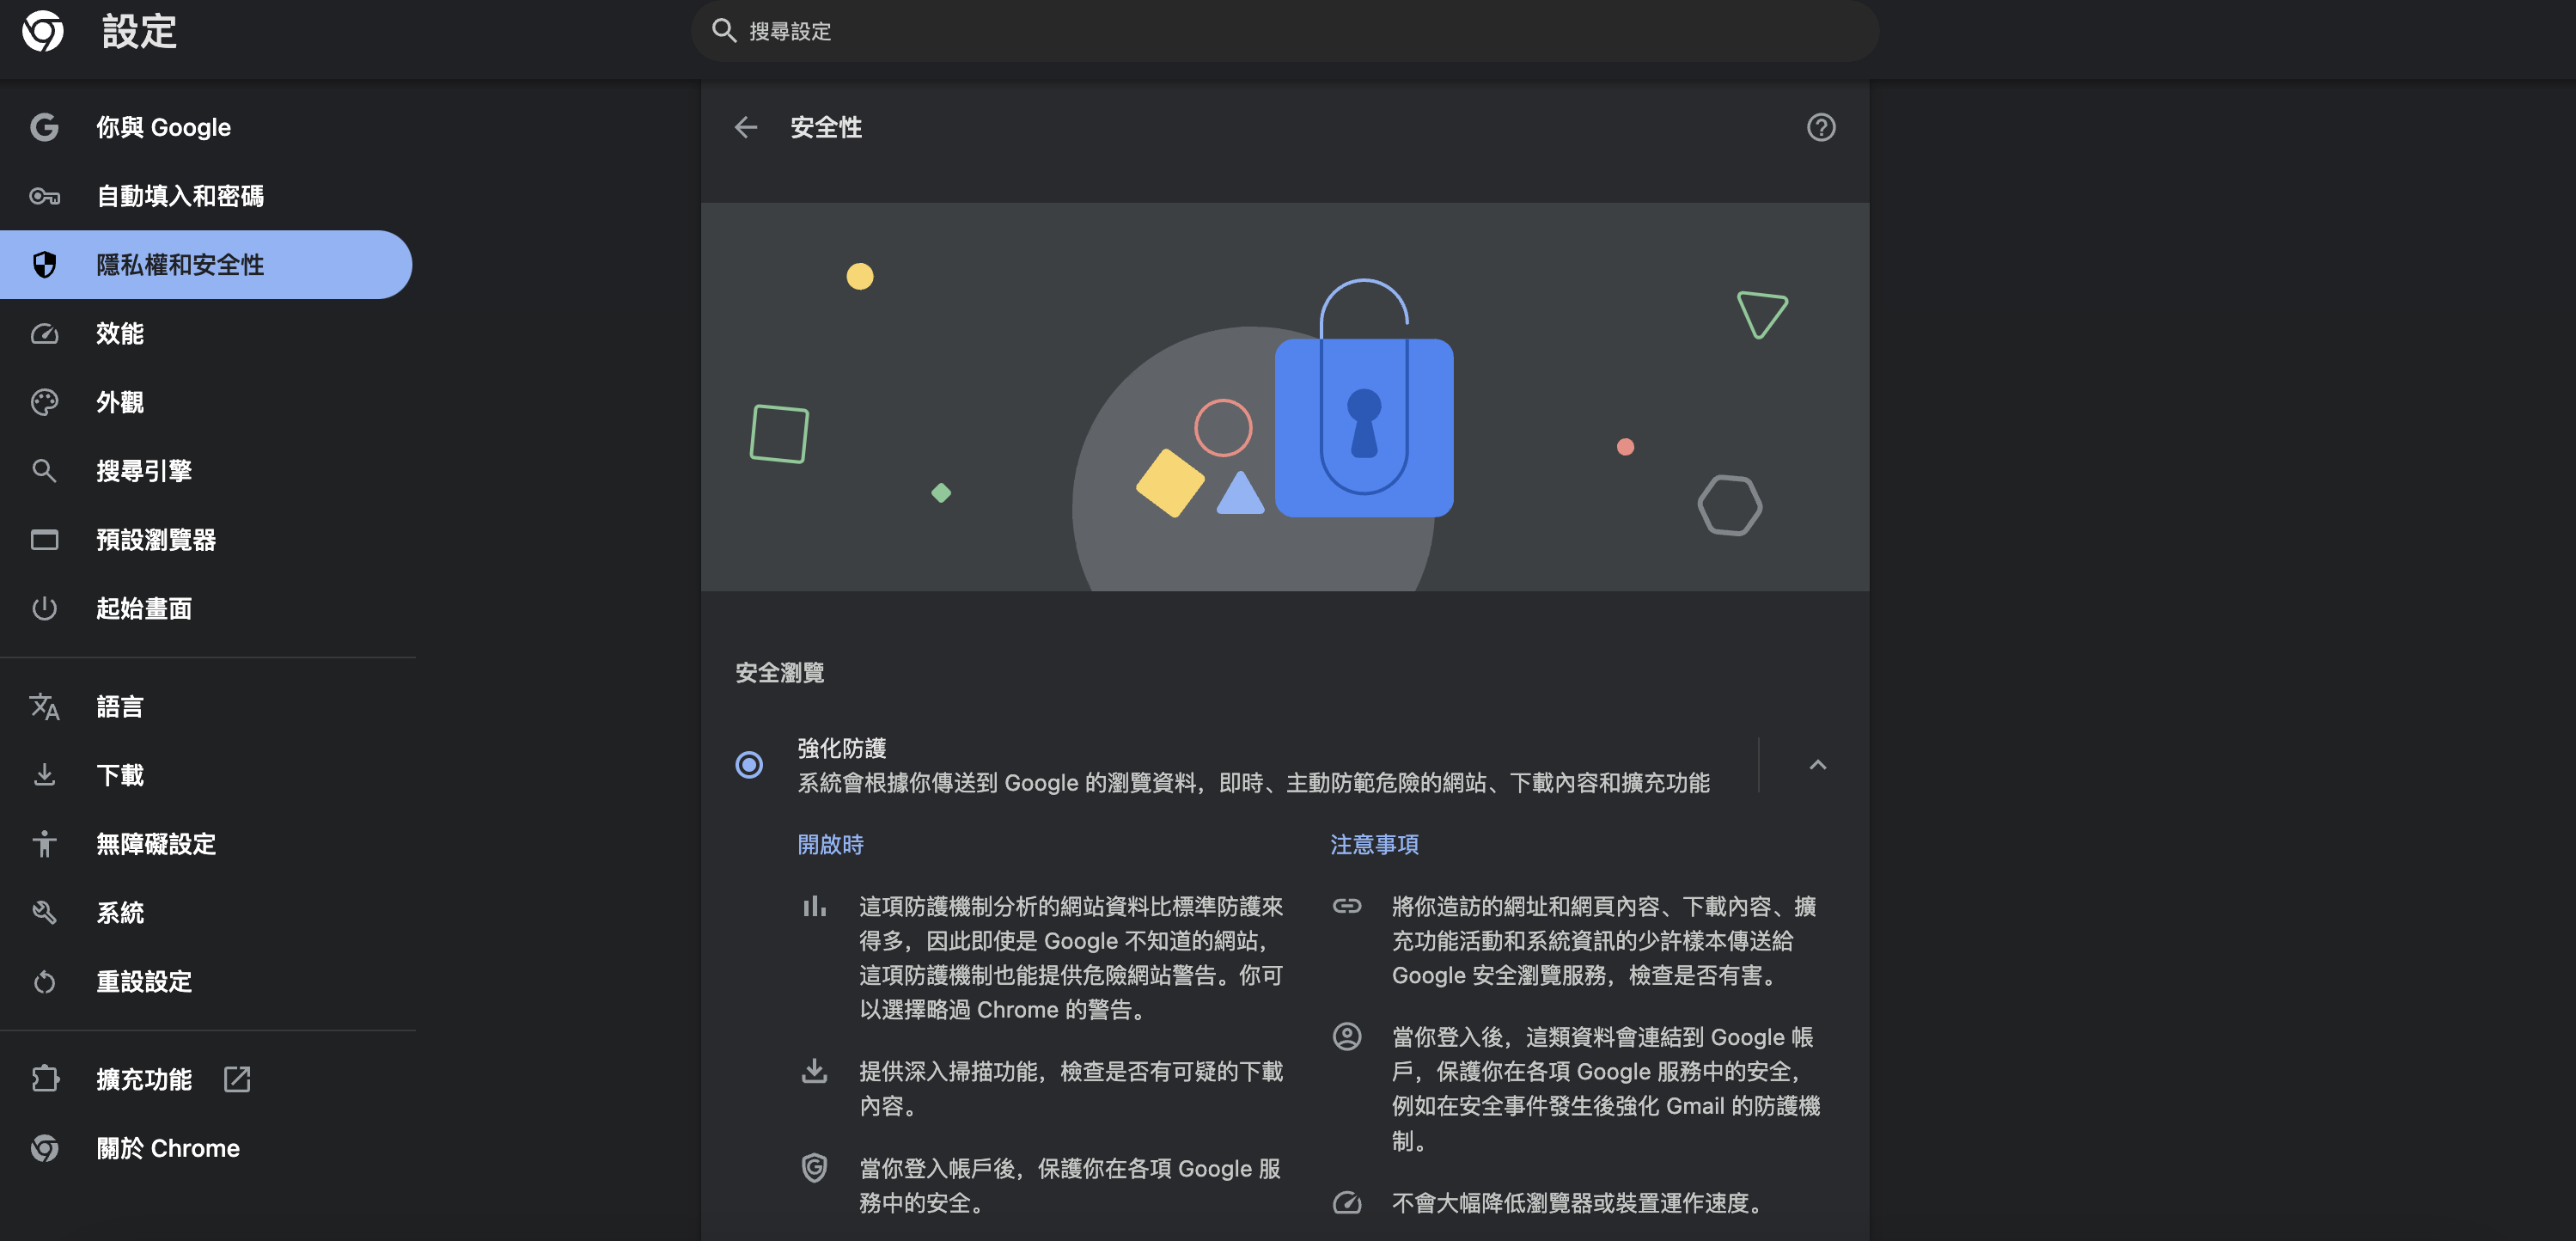 設定
搜尋設定
你與 Google
自動填入和密碼
隱私權和安全性
效能
外觀
搜尋引擎
預設瀏覽器
起始畫面
語言
下載
無障礙設定
系統
重設設定
擴充功能
關於 Chrome
安全性
安全瀏覽
強化防護
系統會根據你傳送到 Google 的瀏覽資料，即時、主動防範危險的網站、下載內容和擴充功能
開啟時
這項防護機制分析的網站資料比標準防護來
得多，因此即使是 Google 不知道的網站，
這項防護機制也能提供危險網站警告。你可
以選擇略過 Chrome 的警告。
提供深入掃描功能，檢查是否有可疑的下載
內容。
當你登入帳戶後，保護你在各項 Google 服
務中的安全。
注意事項
將你造訪的網址和網頁內容、下載內容、擴
充功能活動和系統資訊的少許樣本傳送給
Google 安全瀏覽服務，檢查是否有害。
當你登入後，這類資料會連結到 Google 帳
戶，保護你在各項 Google 服務中的安全，
例如在安全事件發生後強化 Gmail 的防護機
制。
不會大幅降低瀏覽器或裝置運作速度。